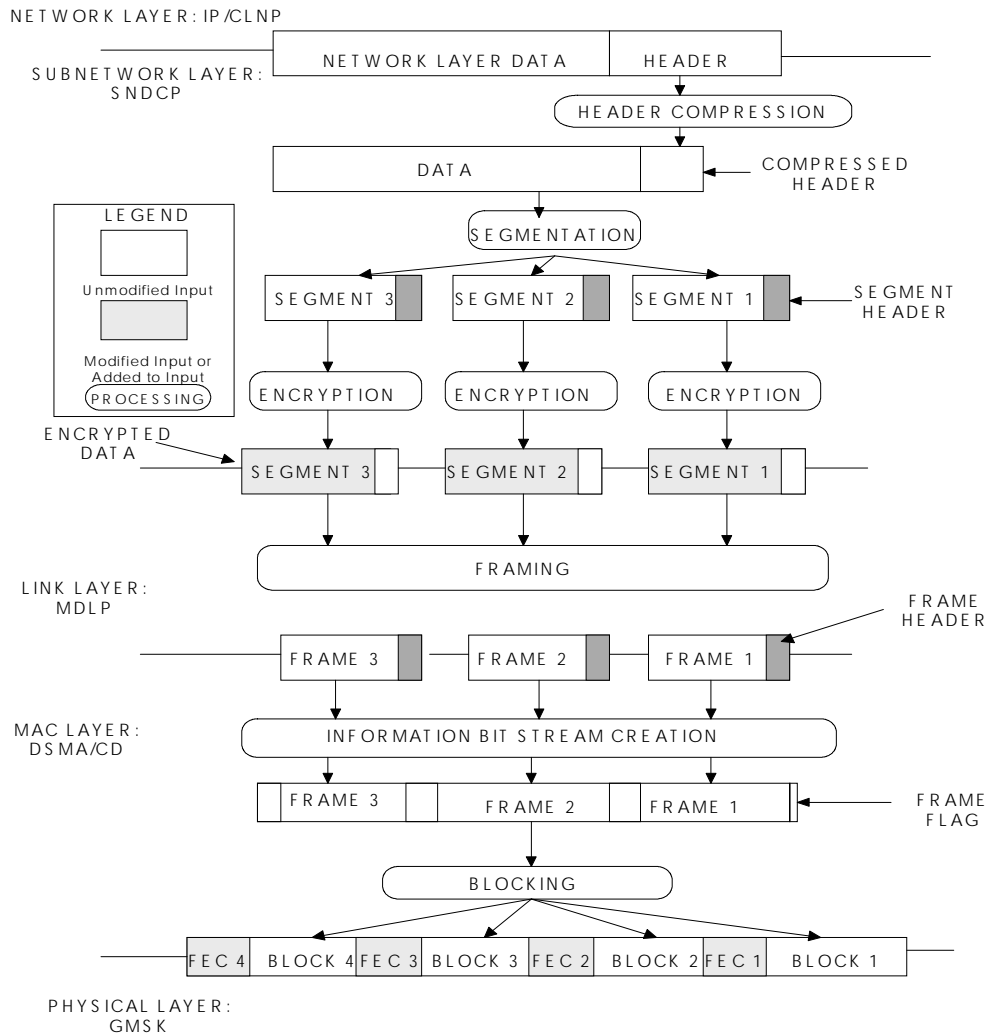 NETWORK LAYER: IP/CLNP
NETWORK LAYER DATA HEADER
SUBNETWORK LAYER:
SNDCP
HEADER COMPRESSION
DATA
COMPRESSED
HEADER
LEGEND
Unmodified Input
Modified Input or
Added to Input
PROCESSING
SEGMENTATION
SEGMENT 3 SEGMENT 2 SEGMENT 1
SEGMENT
HEADER
ENCRYPTION ENCRYPTION ENCRYPTION
ENCRYPTED
DATA
SEGMENT 3 SEGMENT 2 SEGMENT 1
FRAMING
LINK LAYER:
MDLP
FRAME
HEADER
FRAME 3 FRAME 2 FRAME 1
MAC LAYER:
DSMA/CD
INFORMATION BIT STREAM CREATION
FRAME 3 FRAME 2 FRAME 1
FRAME
FLAG
BLOCKING
FEC 4 BLOCK 4 FEC 3 BLOCK 3 FEC 2 BLOCK 2 FEC 1 BLOCK 1
PHYSICAL LAYER:
GMSK